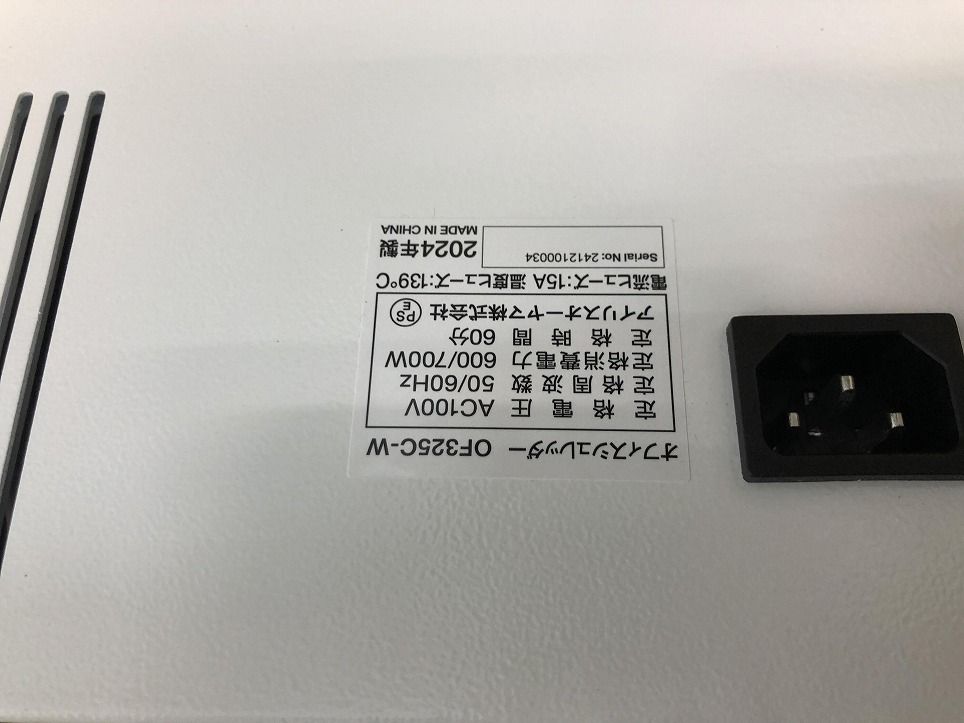 オフィスシュレッダー OF325C-W
定格電圧 AC100V
定格周波数 50/60Hz
定格消費電力 600/700W
定格時間 60分
アイリスオーヤマ株式会社 PSE
電流ヒューズ:15A 温度ヒューズ:139℃
Serial No: 2412100034
2024年製
MADE IN CHINA